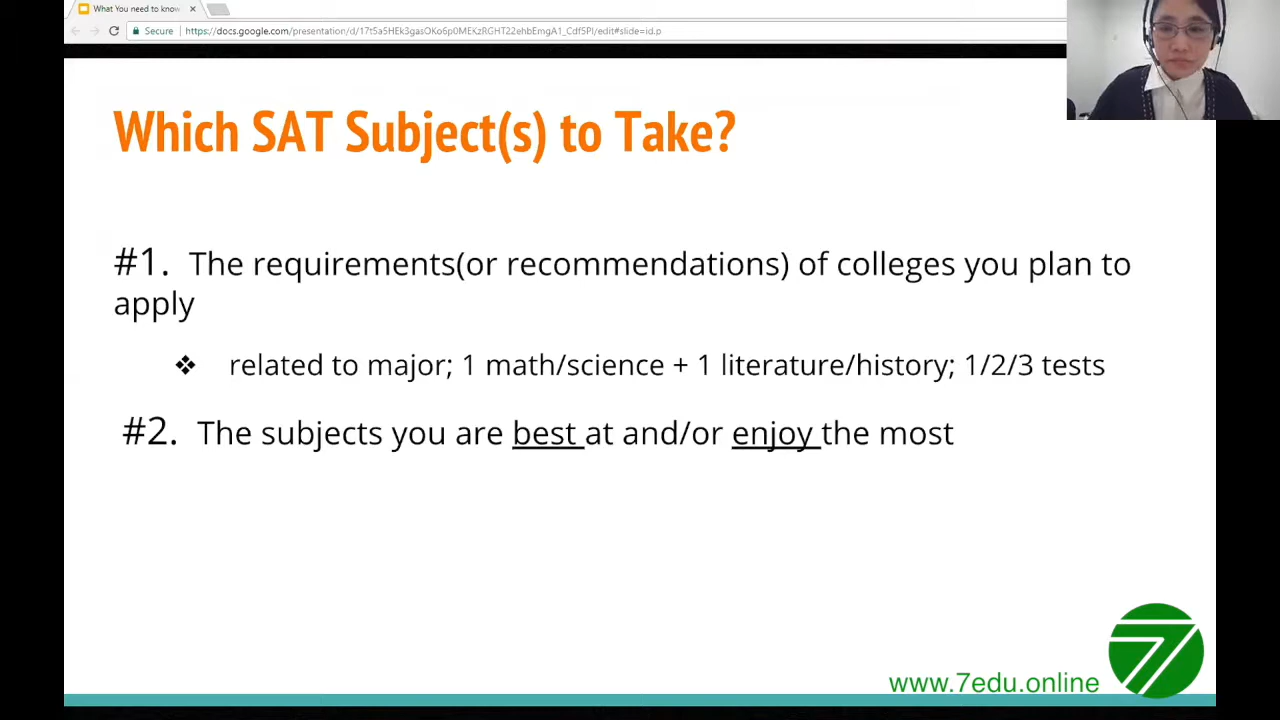 What You need to know
Secure
https://docs.google.com/presentation/d/17t5a5HEk3gasOKo6p0MEKzRGHT22ehbEmgA1_Cdf5PI/edit#slide=id.p
Which SAT Subject(s) to Take?
#1. The requirements(or recommendations) of colleges you plan to
apply
❖ related to major; 1 math/science + 1 literature/history; 1/2/3 tests
#2. The subjects you are best at and/or enjoy the most
www.7edu.online
7